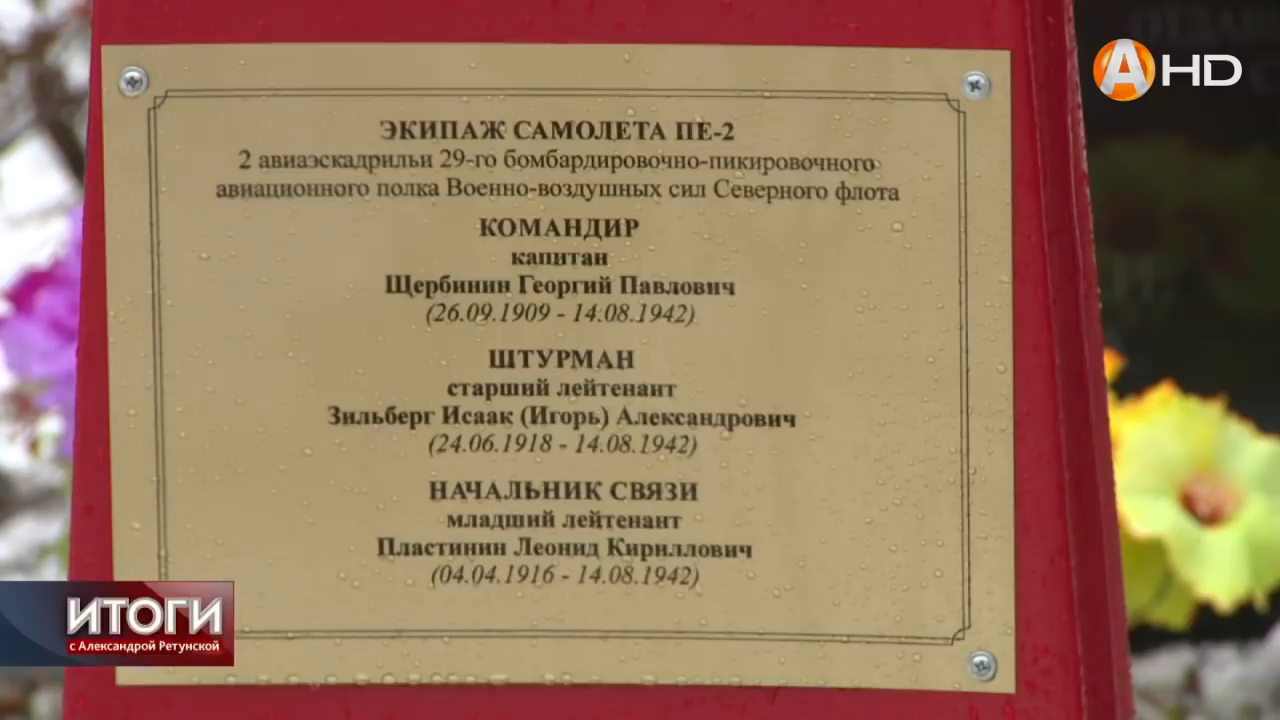 AHD
ЭКИПАЖ САМОЛЕТА ПЕ-2
2 авиаэскадрильи 29-го бомбардировочно-пикировочного
авиационного полка Военно-воздушных сил Северного флота
КОМАНДИР
капитан
Щербинин Георгий Павлович
(26.09.1909 - 14.08.1942)
ШТУРМАН
старший лейтенант
Зильберг Исаак (Игорь) Александрович
(24.06.1918 - 14.08.1942)
НАЧАЛЬНИК СВЯЗИ
младший лейтенант
Пластинин Леонид Кириллович
(04.04.1916 - 14.08.1942)
ИТОГИ
с Александрой Ретунской